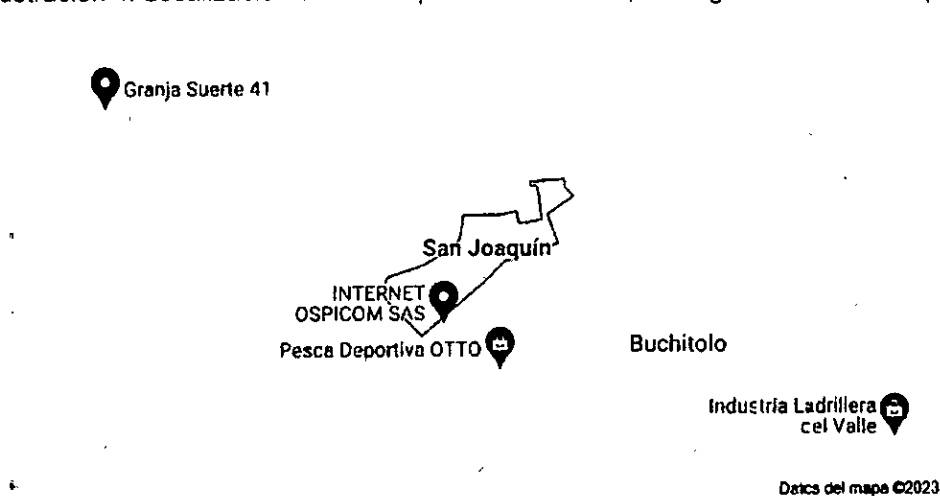 Granja Suerte 41
San Joaquín
INTERNET
OSPICOM SAS
Pesca Deportiva OTTO
Buchitolo
Industria Ladrillera
cel Valle
Datos del mapa ©2023